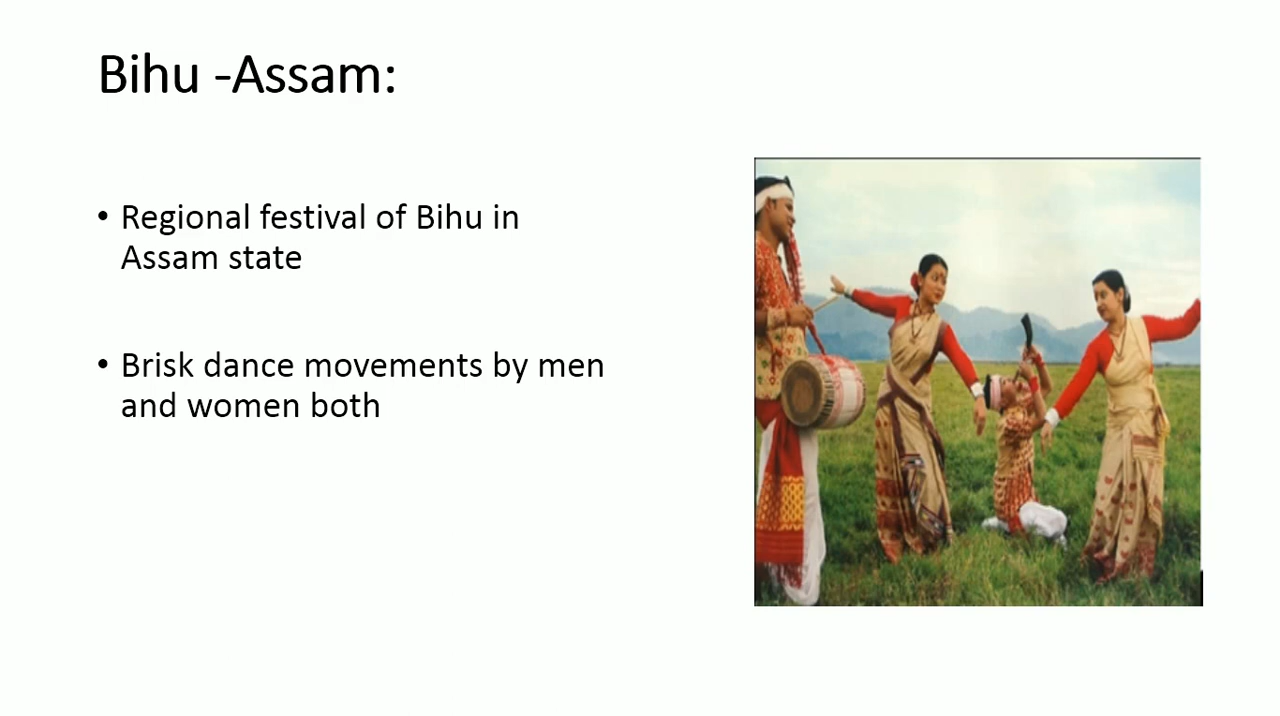 Bihu -Assam:
• Regional festival of Bihu in
Assam state
• Brisk dance movements by men
and women both